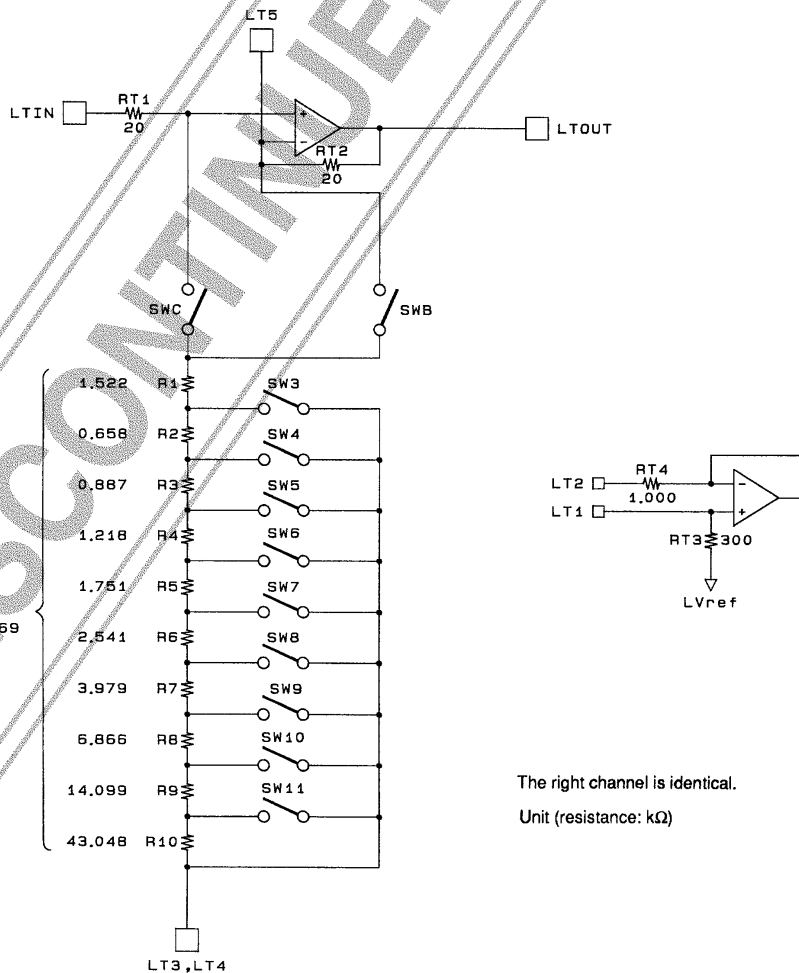 LT5
LTIN
RT1
20
+
-
RT2
20
LTOUT
SWC
SWB
1.522 R1
SW3
0.658 R2
SW4
0.887 R3
SW5
1.218 R4
SW6
1.751 R5
SW7
69
2.541 R6
SW8
3.979 R7
SW9
6.866 R8
SW10
14.099 R9
SW11
43.048 R10
LT3,LT4
LT2
RT4
1.000
-
LT1
+
RT3 300
LVref
The right channel is identical.
Unit (resistance: kΩ)
SCONTINUE